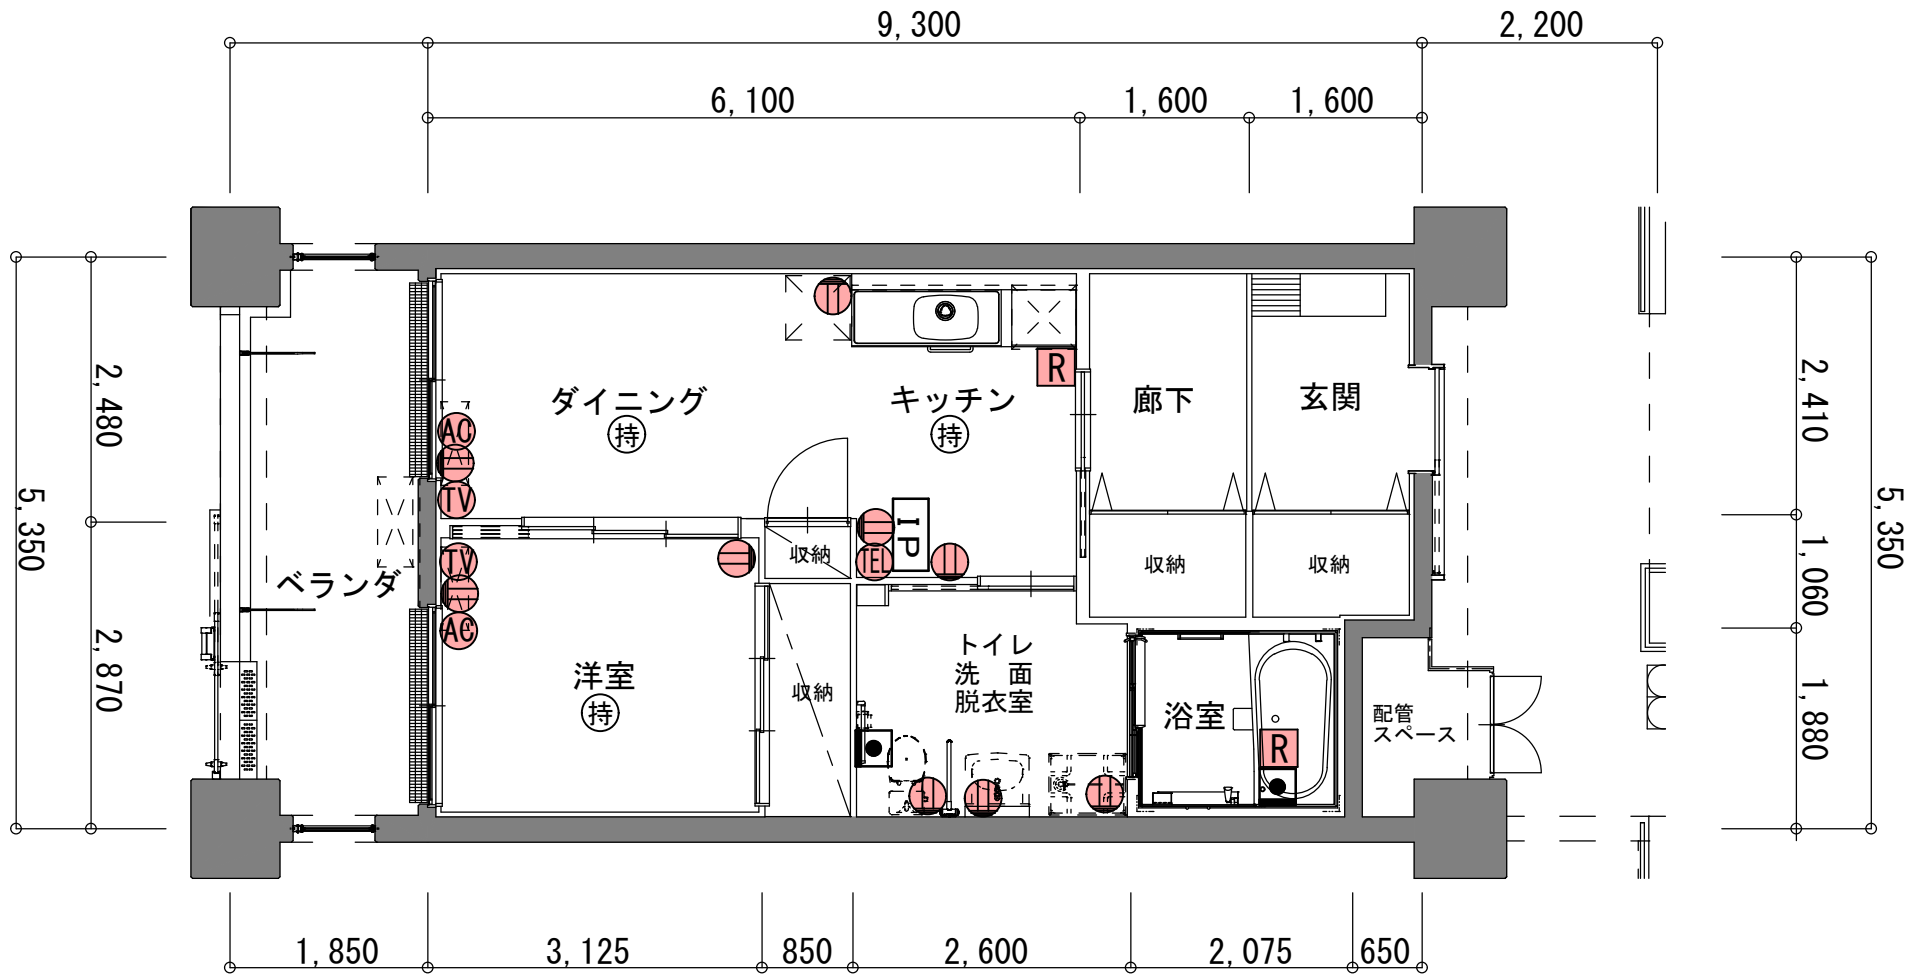 9,300
2,200
6,100
1,600
1,600
R
AC
TV
ダイニング
持
キッチン
持
廊下
玄関
2,480
5,350
2,870
2,410
1,060
5,350
1,880
IP
TEL
収納
収納
収納
TV
AC
ベランダ
洋室
持
収納
トイレ
洗 面
脱衣室
浴室
R
配管
スペース
1,850
3,125
850
2,600
2,075
650